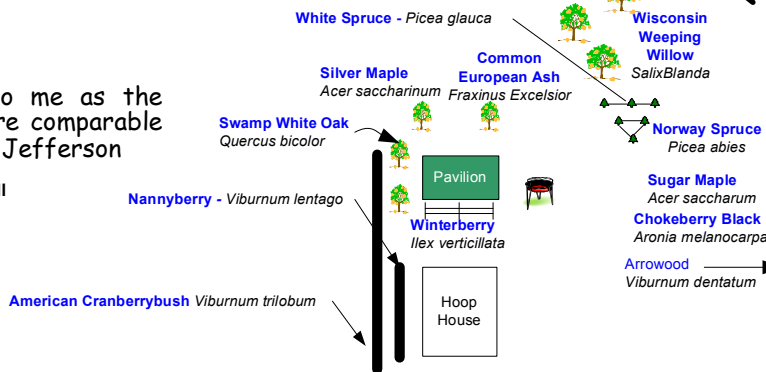 White Spruce - Picea glauca
Wisconsin
Weeping
Willow
SalixBlanda
Common
European Ash
Fraxinus Excelsior
Silver Maple
Acer saccharinum
o me as the
re comparable
Jefferson
ll
Swamp White Oak
Quercus bicolor
Norway Spruce
Picea abies
Pavilion
Nannyberry - Viburnum lentago
Sugar Maple
Acer saccharum
Chokeberry Black
Aronia melanocarpa
Winterberry
Ilex verticillata
Arrowood
Viburnum dentatum
American Cranberrybush Viburnum trilobum
Hoop
House